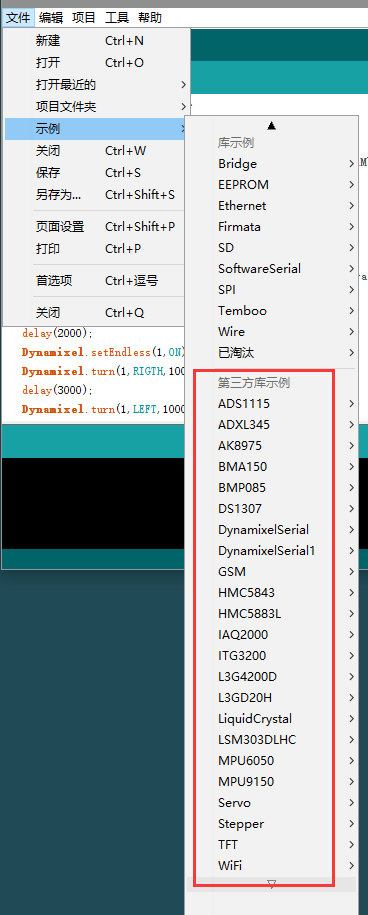 文件 编辑 项目 工具 帮助
新建 Ctrl+N
打开 Ctrl+O
打开最近的
项目文件夹
示例
关闭 Ctrl+W
保存 Ctrl+S
另存为... Ctrl+Shift+S
页面设置 Ctrl+Shift+P
打印 Ctrl+P
首选项 Ctrl+逗号
关闭 Ctrl+Q
delay(2000);
Dynamixel.setEndless(1,ON)
Dynamixel.turn(1,RIGTH,100
delay(3000);
Dynamixel.turn(1,LEFT,1000
库示例
Bridge
EEPROM
Ethernet
Firmata
SD
SoftwareSerial
SPI
Temboo
Wire
已淘汰
第三方库示例
ADS1115
ADXL345
AK8975
BMA150
BMP085
DS1307
DynamixelSerial
DynamixelSerial1
GSM
HMC5843
HMC5883L
IAQ2000
ITG3200
L3G4200D
L3GD20H
LiquidCrystal
LSM303DLHC
MPU6050
MPU9150
Servo
Stepper
TFT
WiFi